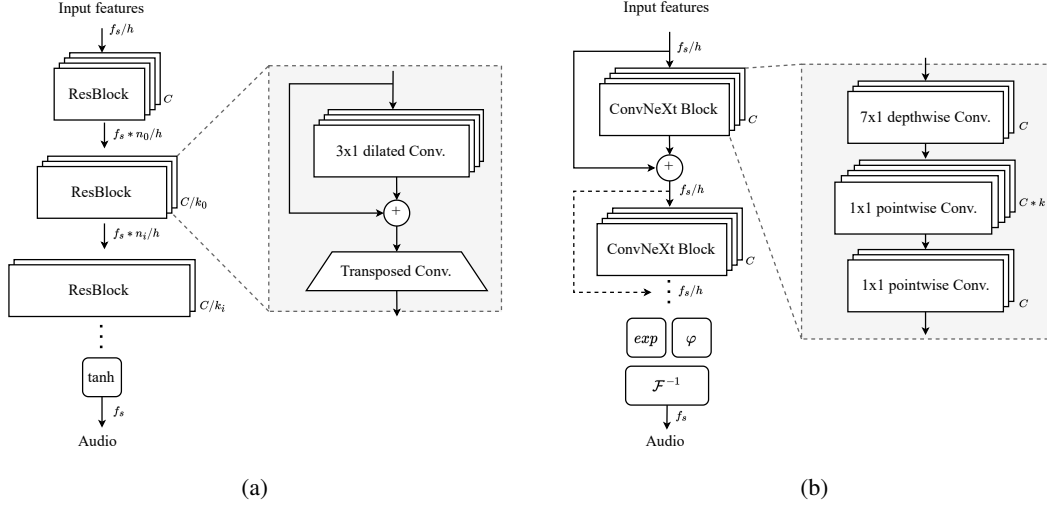 Input features
f_s/h
ResBlock
C
f_s * n_0/h
ResBlock
C/k_0
f_s * n_i/h
ResBlock
C/k_i
tanh
f_s
Audio
3x1 dilated Conv.
+
Transposed Conv.
(a)
Input features
f_s/h
ConvNeXt Block
C
+
f_s/h
ConvNeXt Block
C
f_s/h
exp
φ
F^{-1}
f_s
Audio
7x1 depthwise Conv.
C
1x1 pointwise Conv.
C * k
1x1 pointwise Conv.
C
(b)